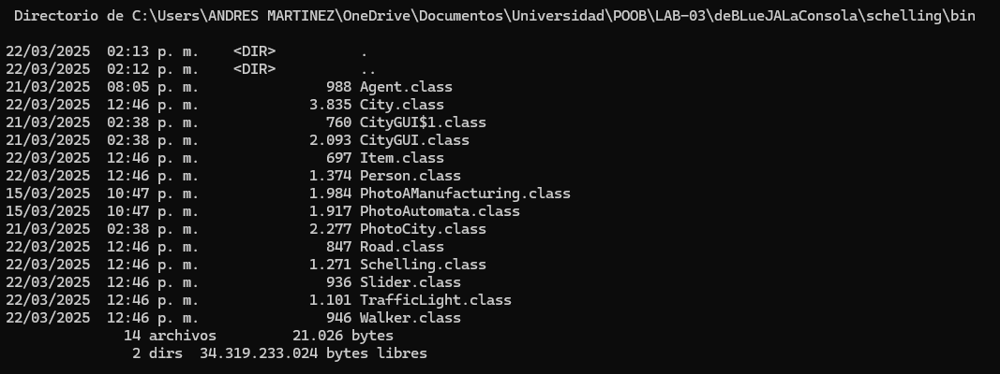 Directorio de C:\Users\ANDRES MARTINEZ\OneDrive\Documentos\Universidad\POOB\LAB-03\deBLueJALaConsola\schelling\bin
22/03/2025  02:13 p. m.    <DIR>          .
22/03/2025  02:12 p. m.    <DIR>          ..
21/03/2025  08:05 p. m.               988 Agent.class
22/03/2025  12:46 p. m.             3.835 City.class
21/03/2025  02:38 p. m.               760 CityGUI$1.class
21/03/2025  02:38 p. m.             2.093 CityGUI.class
22/03/2025  12:46 p. m.               697 Item.class
22/03/2025  12:46 p. m.             1.374 Person.class
15/03/2025  10:47 p. m.             1.984 PhotoAManufacturing.class
15/03/2025  10:47 p. m.             1.917 PhotoAutomata.class
21/03/2025  02:38 p. m.             2.277 PhotoCity.class
22/03/2025  12:46 p. m.               847 Road.class
22/03/2025  12:46 p. m.             1.271 Schelling.class
22/03/2025  12:46 p. m.               936 Slider.class
22/03/2025  12:46 p. m.             1.101 TrafficLight.class
22/03/2025  12:46 p. m.               946 Walker.class
14 archivos         21.026 bytes
2 dirs  34.319.233.024 bytes libres